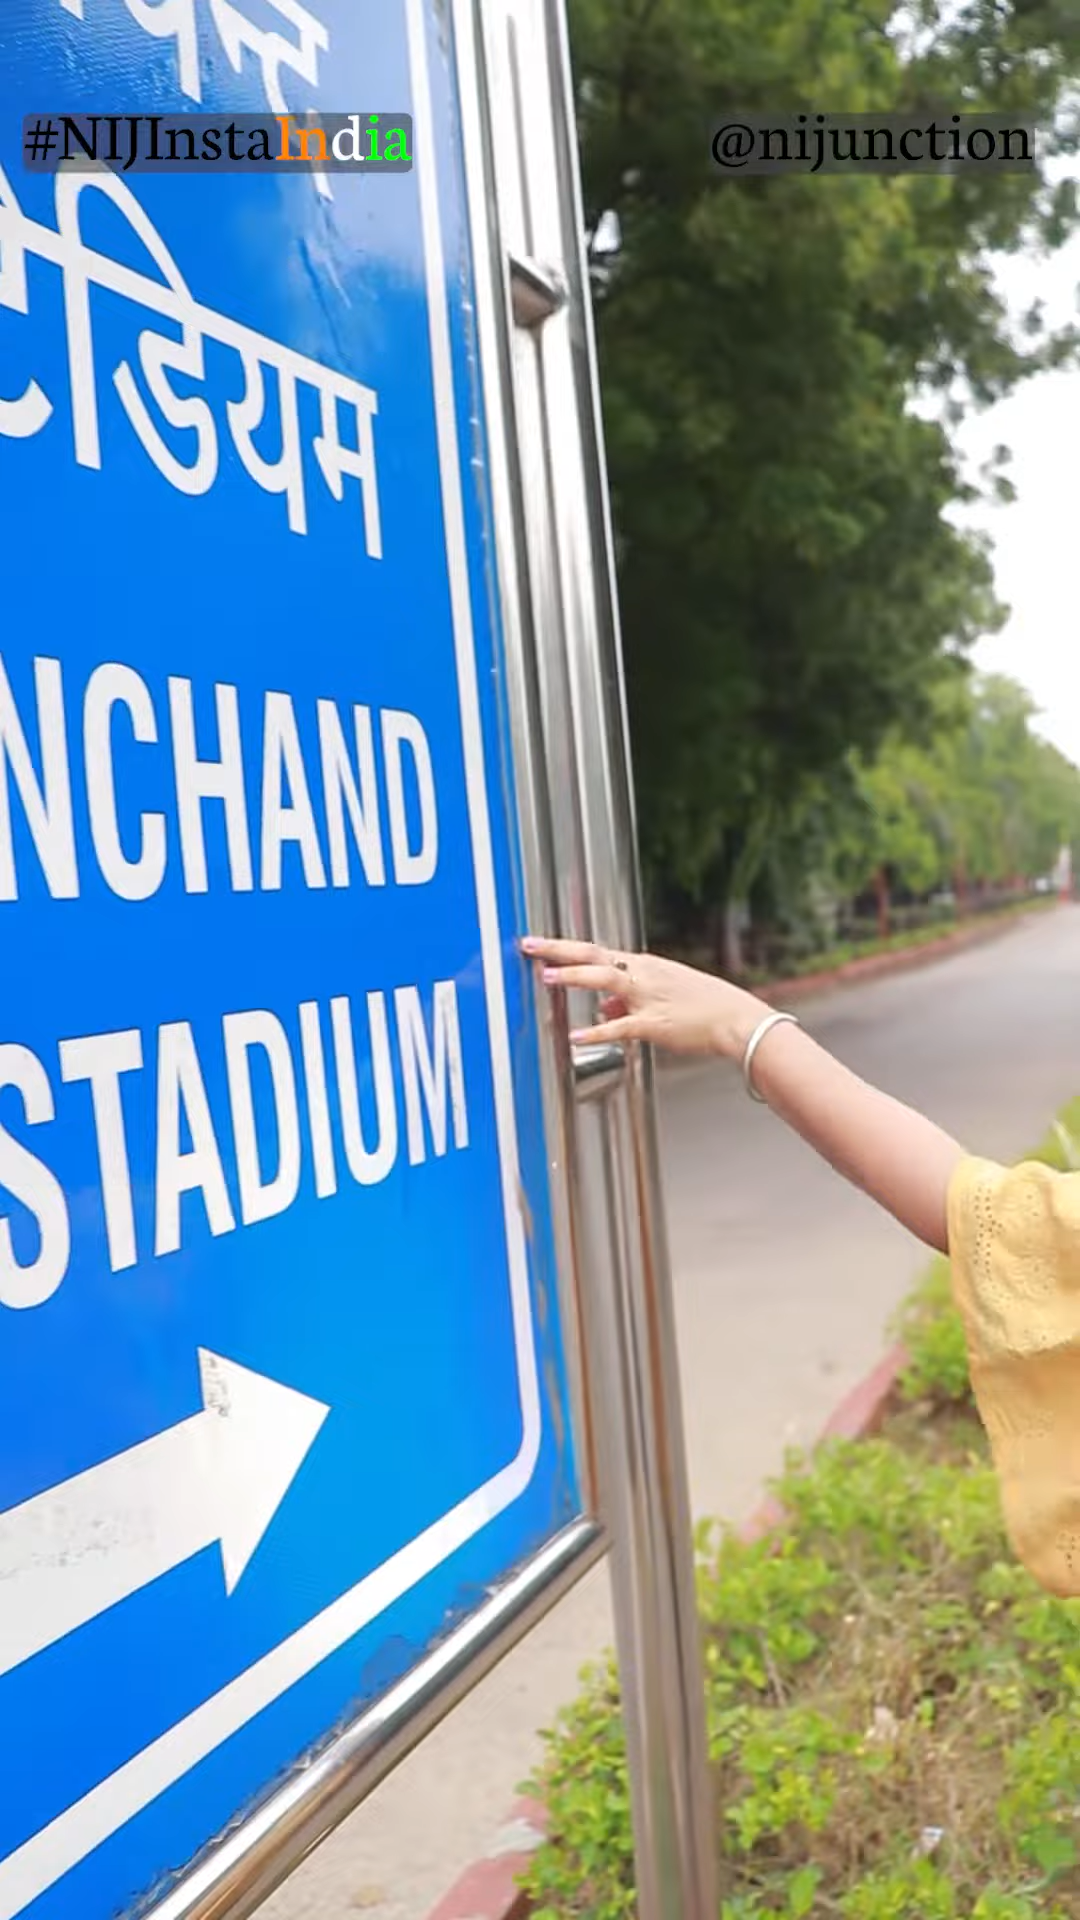 #NIJInstaIndia
@nijunction
टेडियम
NCHAND
STADIUM